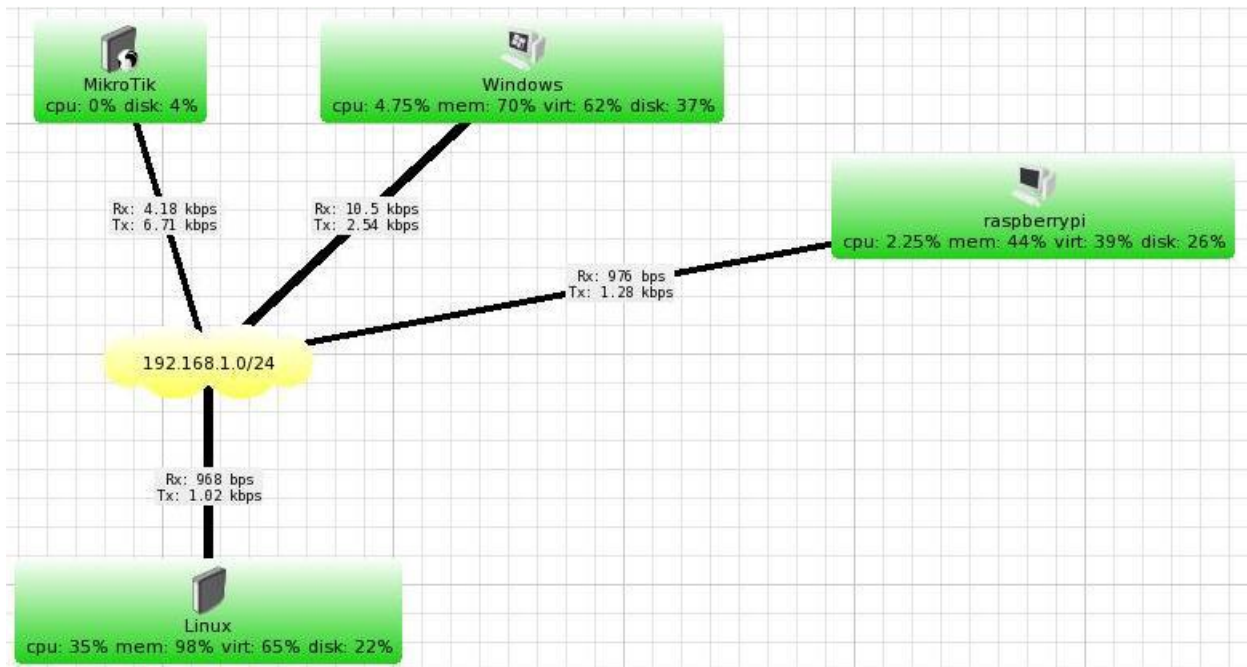 MikroTik
cpu: 0% disk: 4%
Windows
cpu: 4.75% mem: 70% virt: 62% disk: 37%
raspberrypi
cpu: 2.25% mem: 44% virt: 39% disk: 26%
Rx: 4.18 kbps
Tx: 6.71 kbps
Rx: 10.5 kbps
Tx: 2.54 kbps
Rx: 976 bps
Tx: 1.28 kbps
192.168.1.0/24
Rx: 968 bps
Tx: 1.02 kbps
Linux
cpu: 35% mem: 98% virt: 65% disk: 22%